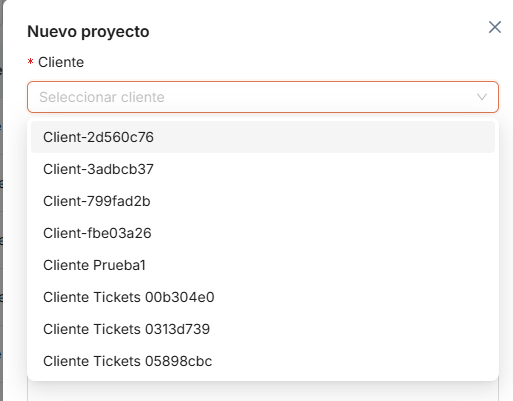 Nuevo proyecto
* Cliente
Seleccionar cliente
Client-2d560c76
Client-3adbcb37
Client-799fad2b
Client-fbe03a26
Cliente Prueba1
Cliente Tickets 00b304e0
Cliente Tickets 0313d739
Cliente Tickets 05898cbc